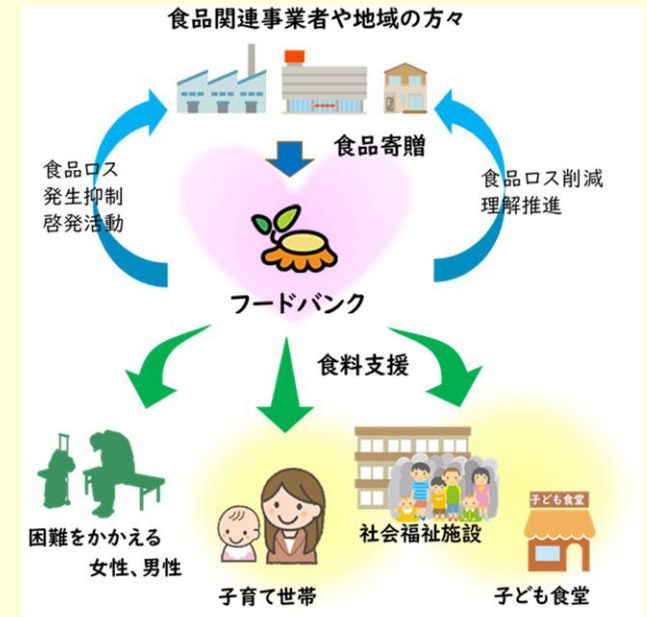 食品関連事業者や地域の方々
食品寄贈
食品ロス
発生抑制
啓発活動
食品ロス削減
理解推進
フードバンク
食料支援
困難をかかえる
女性、男性
子育て世帯
社会福祉施設
子ども食堂
子ども食堂